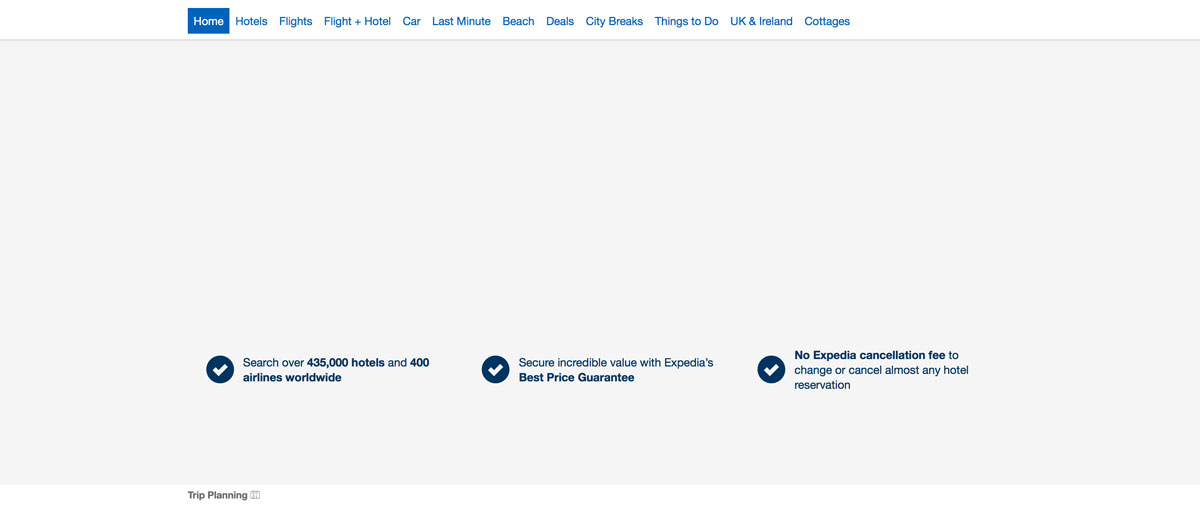 Home Hotels Flights Flight + Hotel Car Last Minute Beach Deals City Breaks Things to Do UK & Ireland Cottages
Search over 435,000 hotels and 400
airlines worldwide
Secure incredible value with Expedia's
Best Price Guarantee
No Expedia cancellation fee to
change or cancel almost any hotel
reservation
Trip Planning